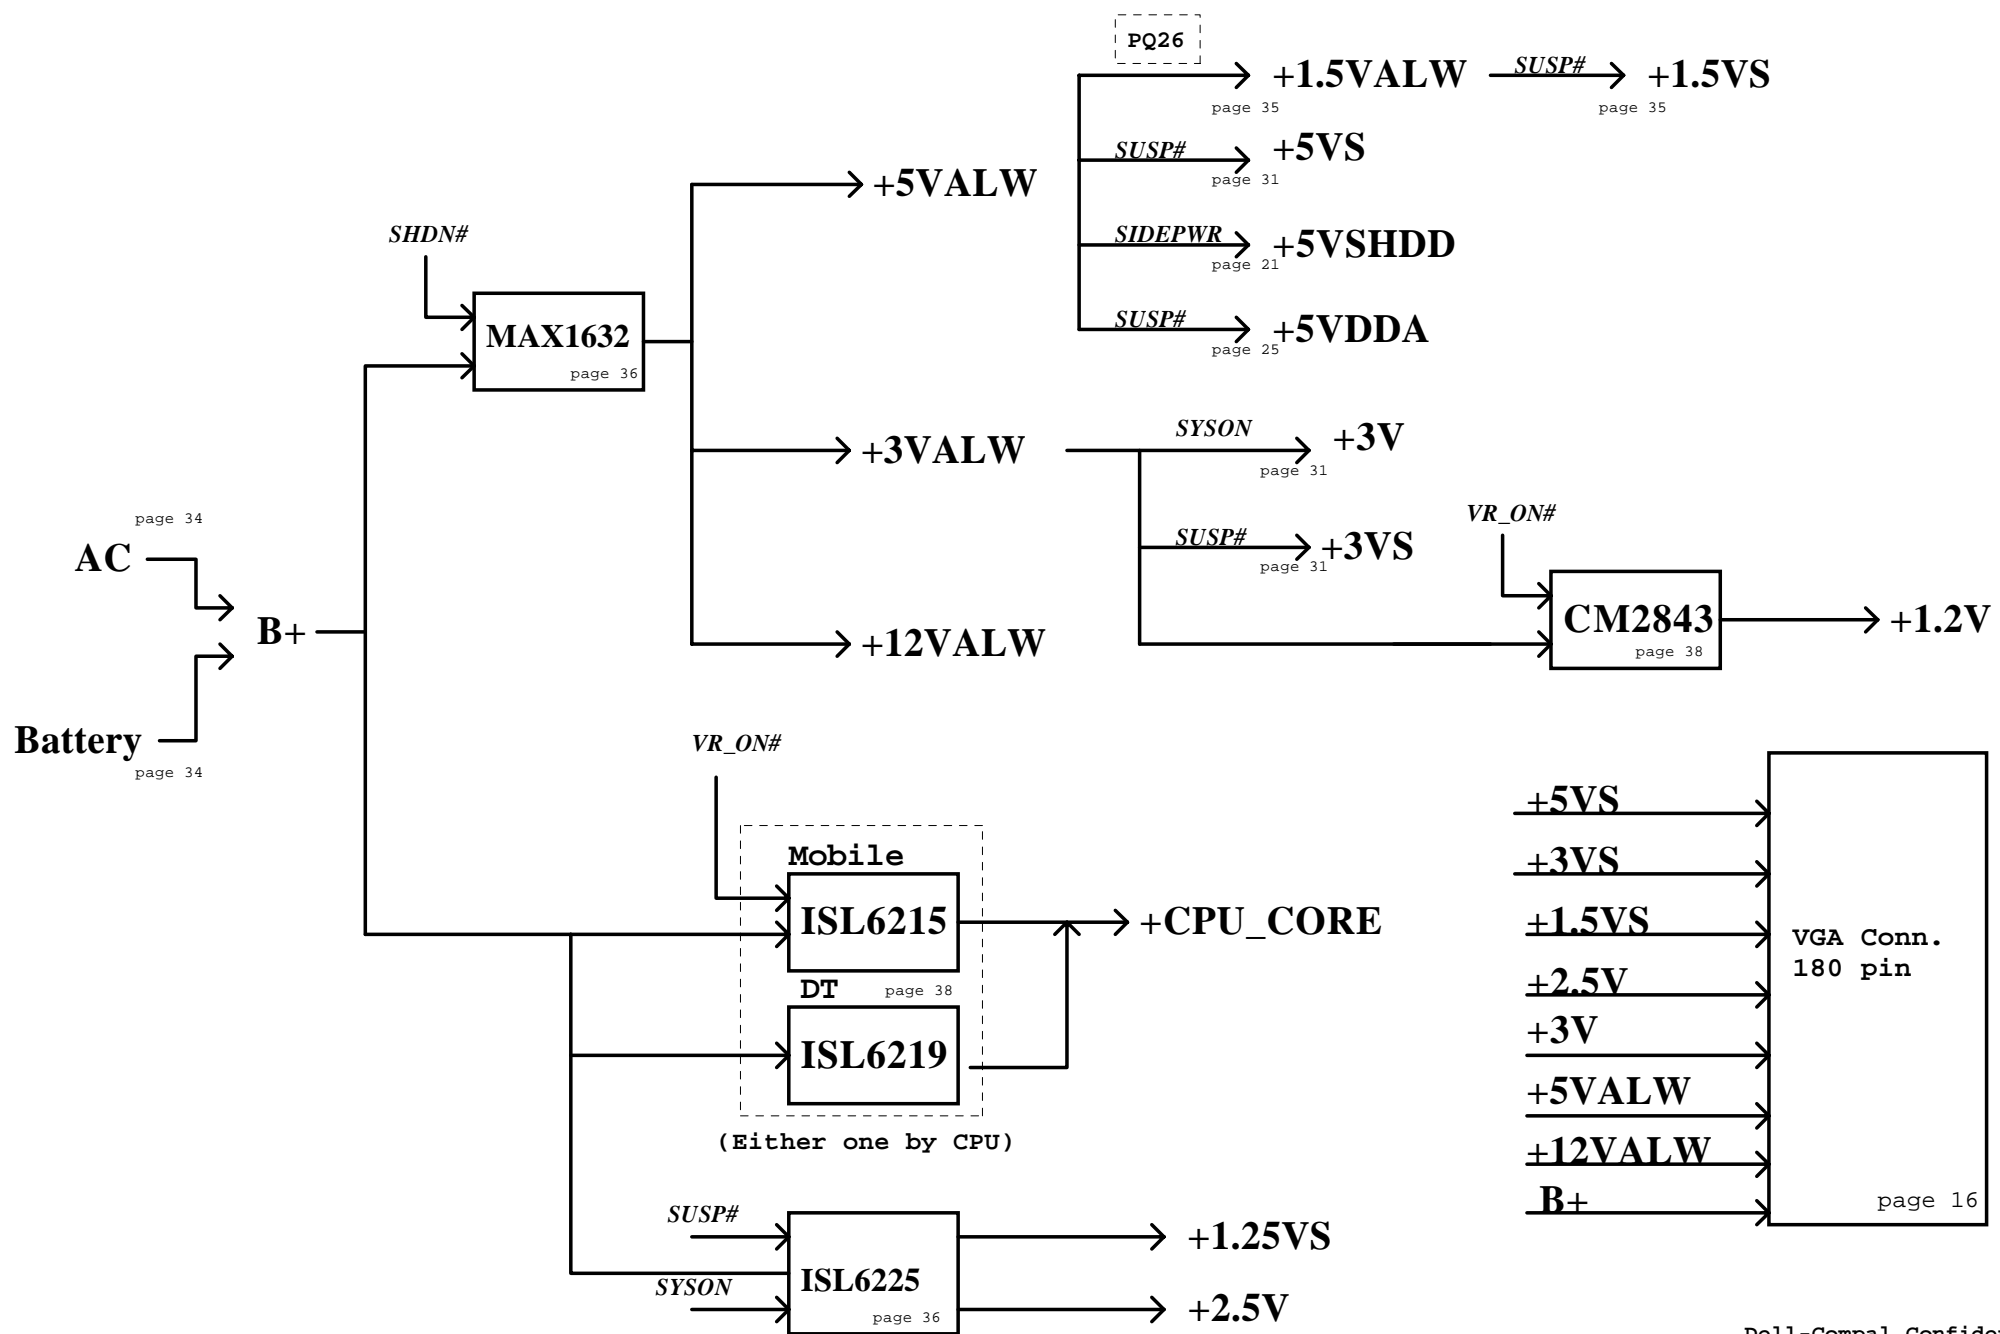 PQ26
+1.5VALW
SUSP#
+1.5VS
page 35
page 35
SUSP#
+5VS
page 31
+5VALW
SIDEPWR
+5VSHDD
page 21
SUSP#
+5VDDA
page 25
SHDN#
MAX1632
page 36
+3VALW
SYSON
+3V
page 31
SUSP#
+3VS
page 31
VR_ON#
CM2843
page 38
+1.2V
+12VALW
page 34
AC
B+
Battery
page 34
VR_ON#
Mobile
ISL6215
+CPU_CORE
DT
page 38
ISL6219
(Either one by CPU)
SUSP#
+1.25VS
ISL6225
SYSON
page 36
+2.5V
+5VS
+3VS
+1.5VS
VGA Conn.
180 pin
+2.5V
+3V
+5VALW
+12VALW
B+
page 16